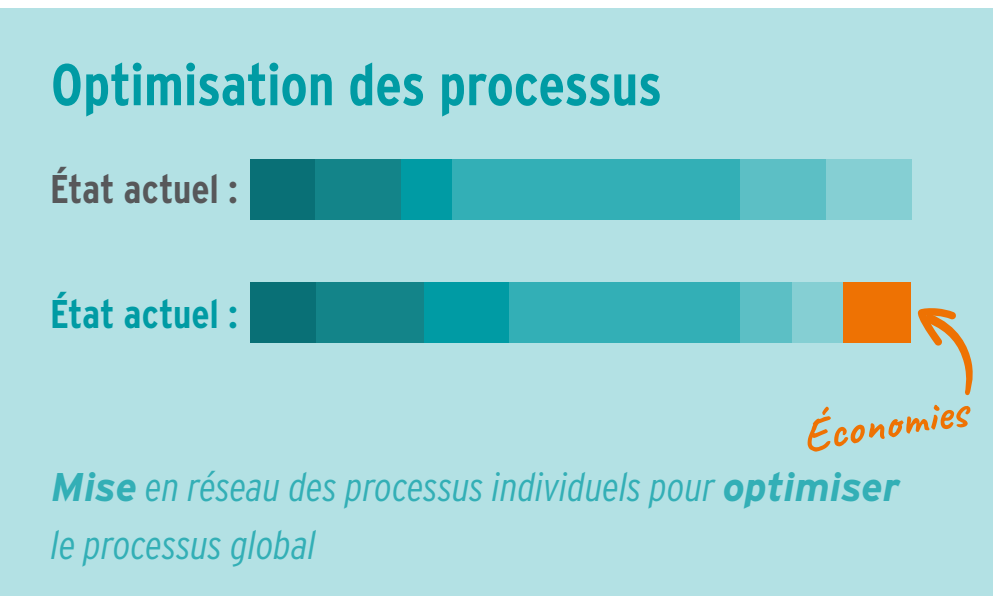 Optimisation des processus
État actuel :
État actuel :
Économies
Mise en réseau des processus individuels pour optimiser
le processus global